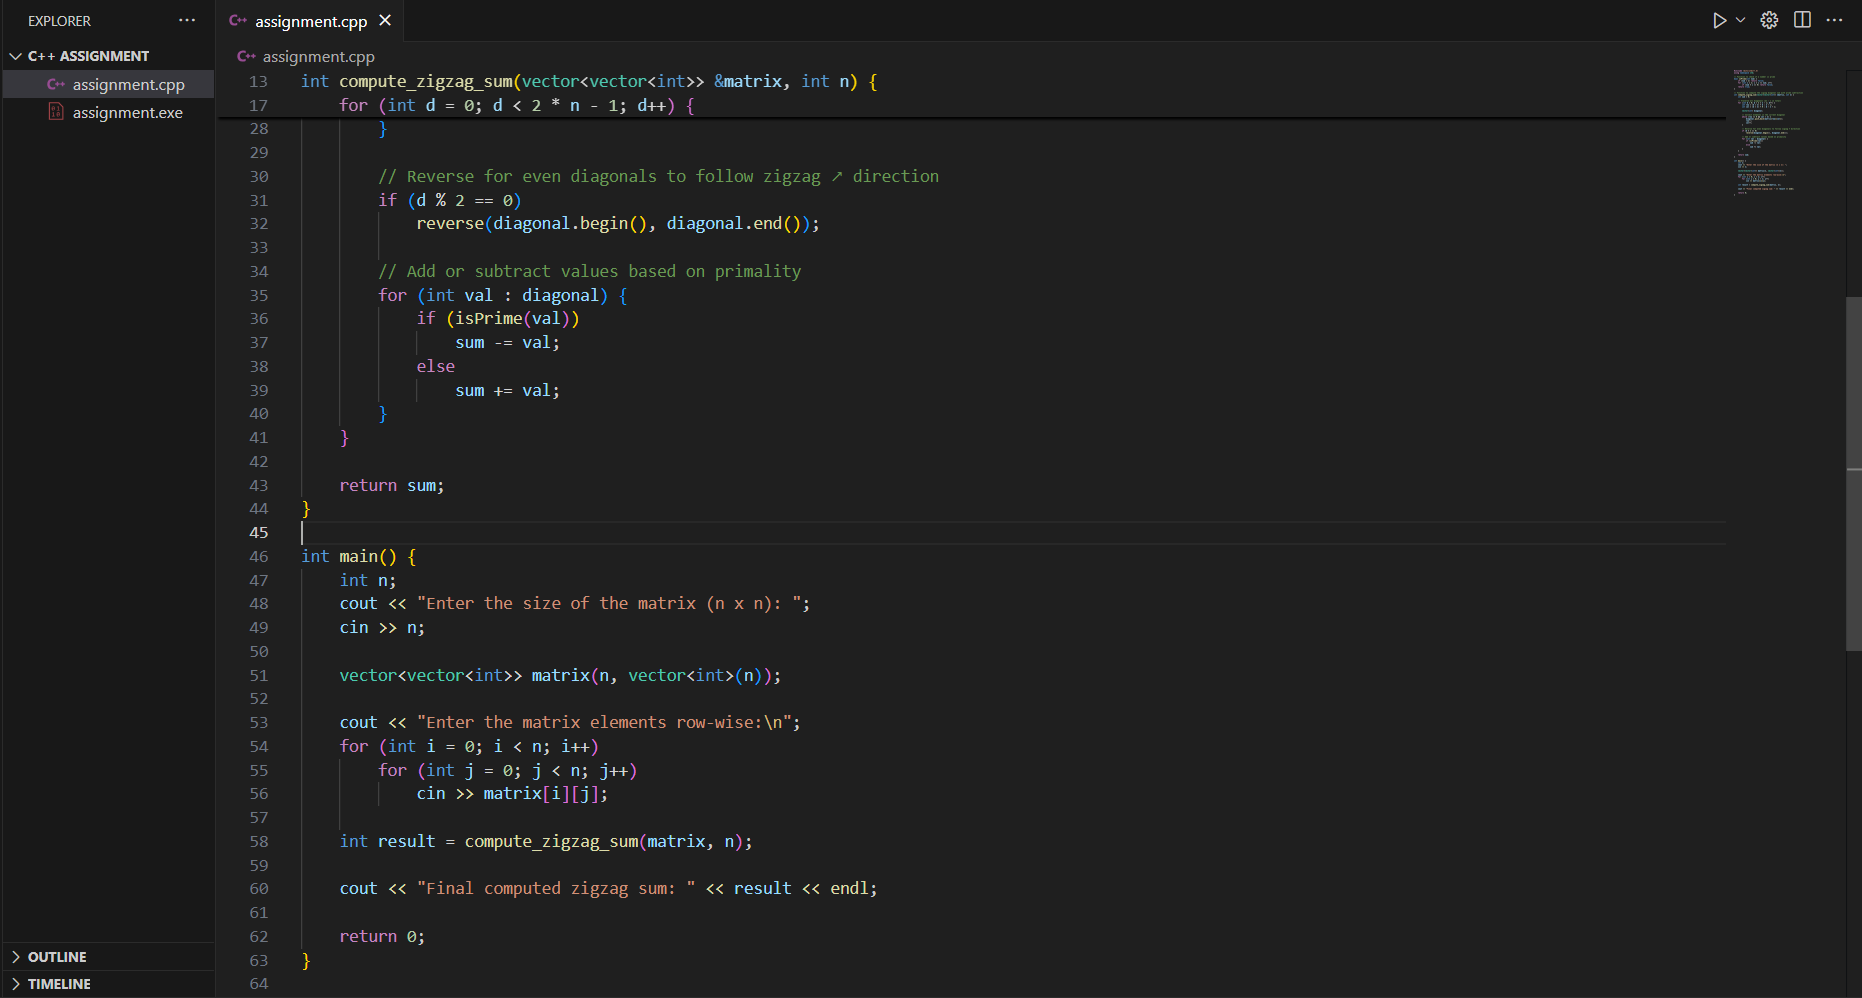 EXPLORER
C++ ASSIGNMENT
assignment.cpp
assignment.exe
OUTLINE
TIMELINE
assignment.cpp
assignment.cpp
13 int compute_zigzag_sum(vector<vector<int>> &matrix, int n) {
17 for (int d = 0; d < 2 * n - 1; d++) {
28 }
29
30 // Reverse for even diagonals to follow zigzag ↗ direction
31 if (d % 2 == 0)
32 reverse(diagonal.begin(), diagonal.end());
33
34 // Add or subtract values based on primality
35 for (int val : diagonal) {
36 if (isPrime(val))
37 sum -= val;
38 else
39 sum += val;
40 }
41 }
42
43 return sum;
44 }
45
46 int main() {
47 int n;
48 cout << "Enter the size of the matrix (n x n): ";
49 cin >> n;
50
51 vector<vector<int>> matrix(n, vector<int>(n));
52
53 cout << "Enter the matrix elements row-wise:\n";
54 for (int i = 0; i < n; i++)
55 for (int j = 0; j < n; j++)
56 cin >> matrix[i][j];
57
58 int result = compute_zigzag_sum(matrix, n);
59
60 cout << "Final computed zigzag sum: " << result << endl;
61
62 return 0;
63 }
64